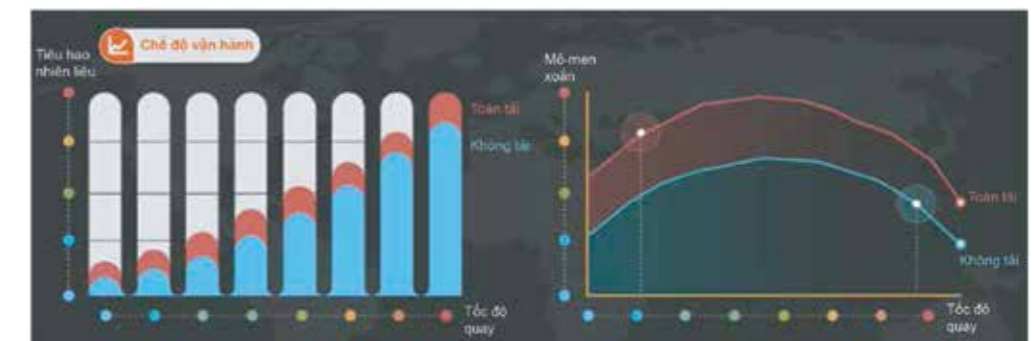 Chế độ vận hành
Tiêu hao
nhiên liệu
Toàn tải
Không tải
Tốc độ
quay
Mô-men
xoắn
Toàn tải
Không tải
Tốc độ
quay